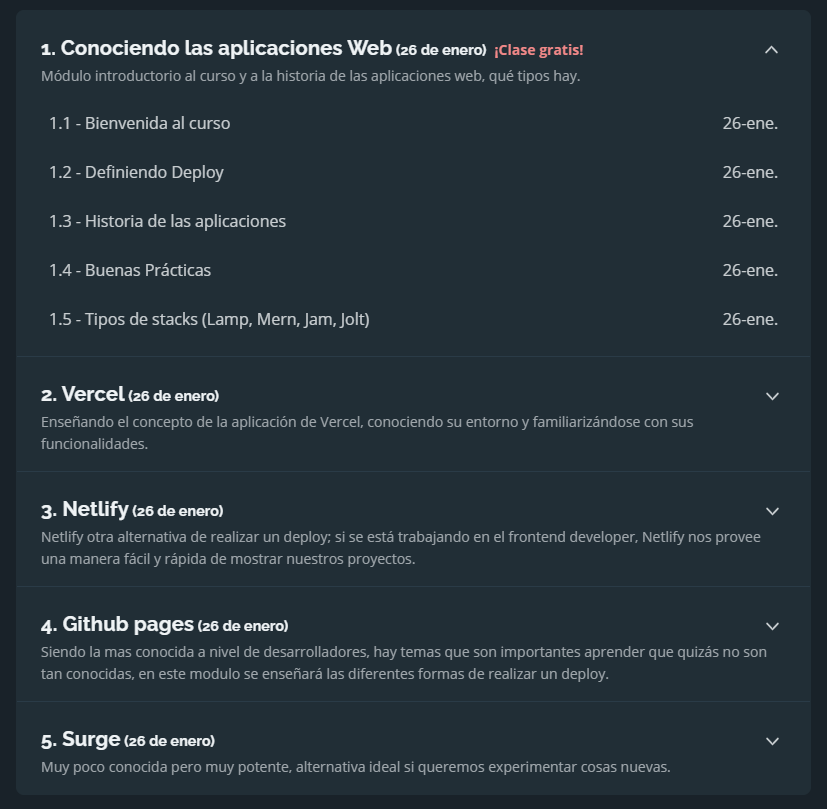 1. Conociendo las aplicaciones Web (26 de enero) ¡Clase gratis!
Módulo introductorio al curso y a la historia de las aplicaciones web, qué tipos hay.
1.1 - Bienvenida al curso 26-ene.
1.2 - Definiendo Deploy 26-ene.
1.3 - Historia de las aplicaciones 26-ene.
1.4 - Buenas Prácticas 26-ene.
1.5 - Tipos de stacks (Lamp, Mern, Jam, Jolt) 26-ene.
2. Vercel (26 de enero)
Enseñando el concepto de la aplicación de Vercel, conociendo su entorno y familiarizándose con sus
funcionalidades.
3. Netlify (26 de enero)
Netlify otra alternativa de realizar un deploy; si se está trabajando en el frontend developer, Netlify nos provee
una manera fácil y rápida de mostrar nuestros proyectos.
4. Github pages (26 de enero)
Siendo la mas conocida a nivel de desarrolladores, hay temas que son importantes aprender que quizás no son
tan conocidas, en este modulo se enseñará las diferentes formas de realizar un deploy.
5. Surge (26 de enero)
Muy poco conocida pero muy potente, alternativa ideal si queremos experimentar cosas nuevas.